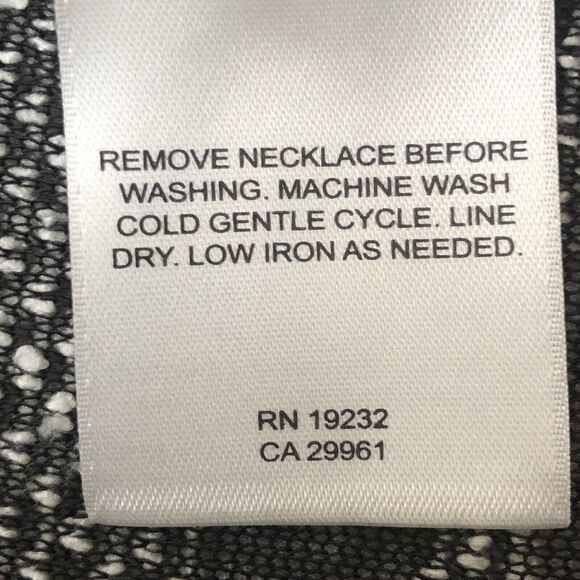 REMOVE NECKLACE BEFORE
WASHING. MACHINE WASH
COLD GENTLE CYCLE. LINE
DRY. LOW IRON AS NEEDED.
RN 19232
CA 29961